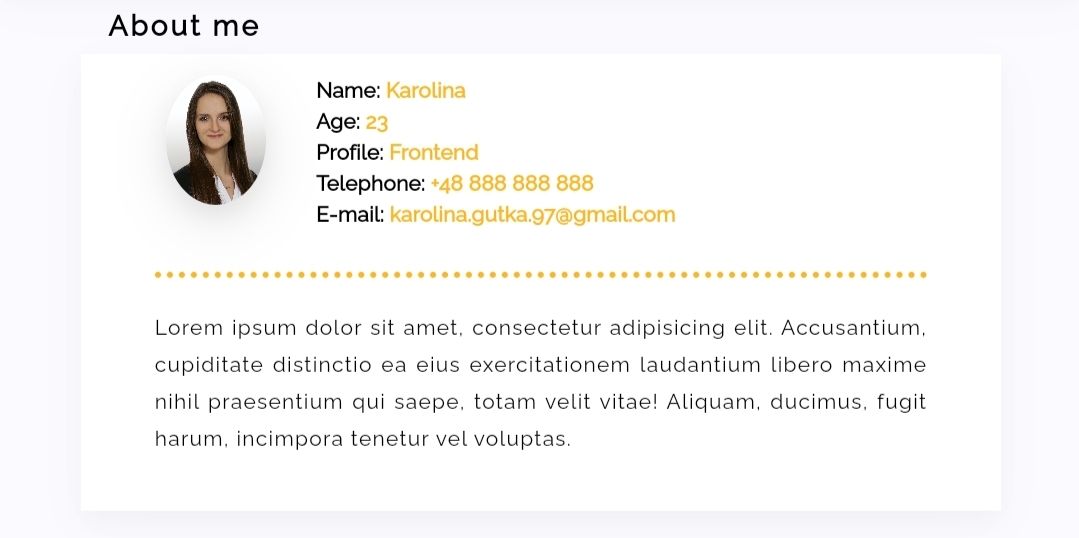 About me
Name: Karolina
Age: 23
Profile: Frontend
Telephone: +48 888 888 888
E-mail: karolina.gutka.97@gmail.com
Lorem ipsum dolor sit amet, consectetur adipisicing elit. Accusantium,
cupiditate distinctio ea eius exercitationem laudantium libero maxime
nihil praesentium qui saepe, totam velit vitae! Aliquam, ducimus, fugit
harum, incimpora tenetur vel voluptas.